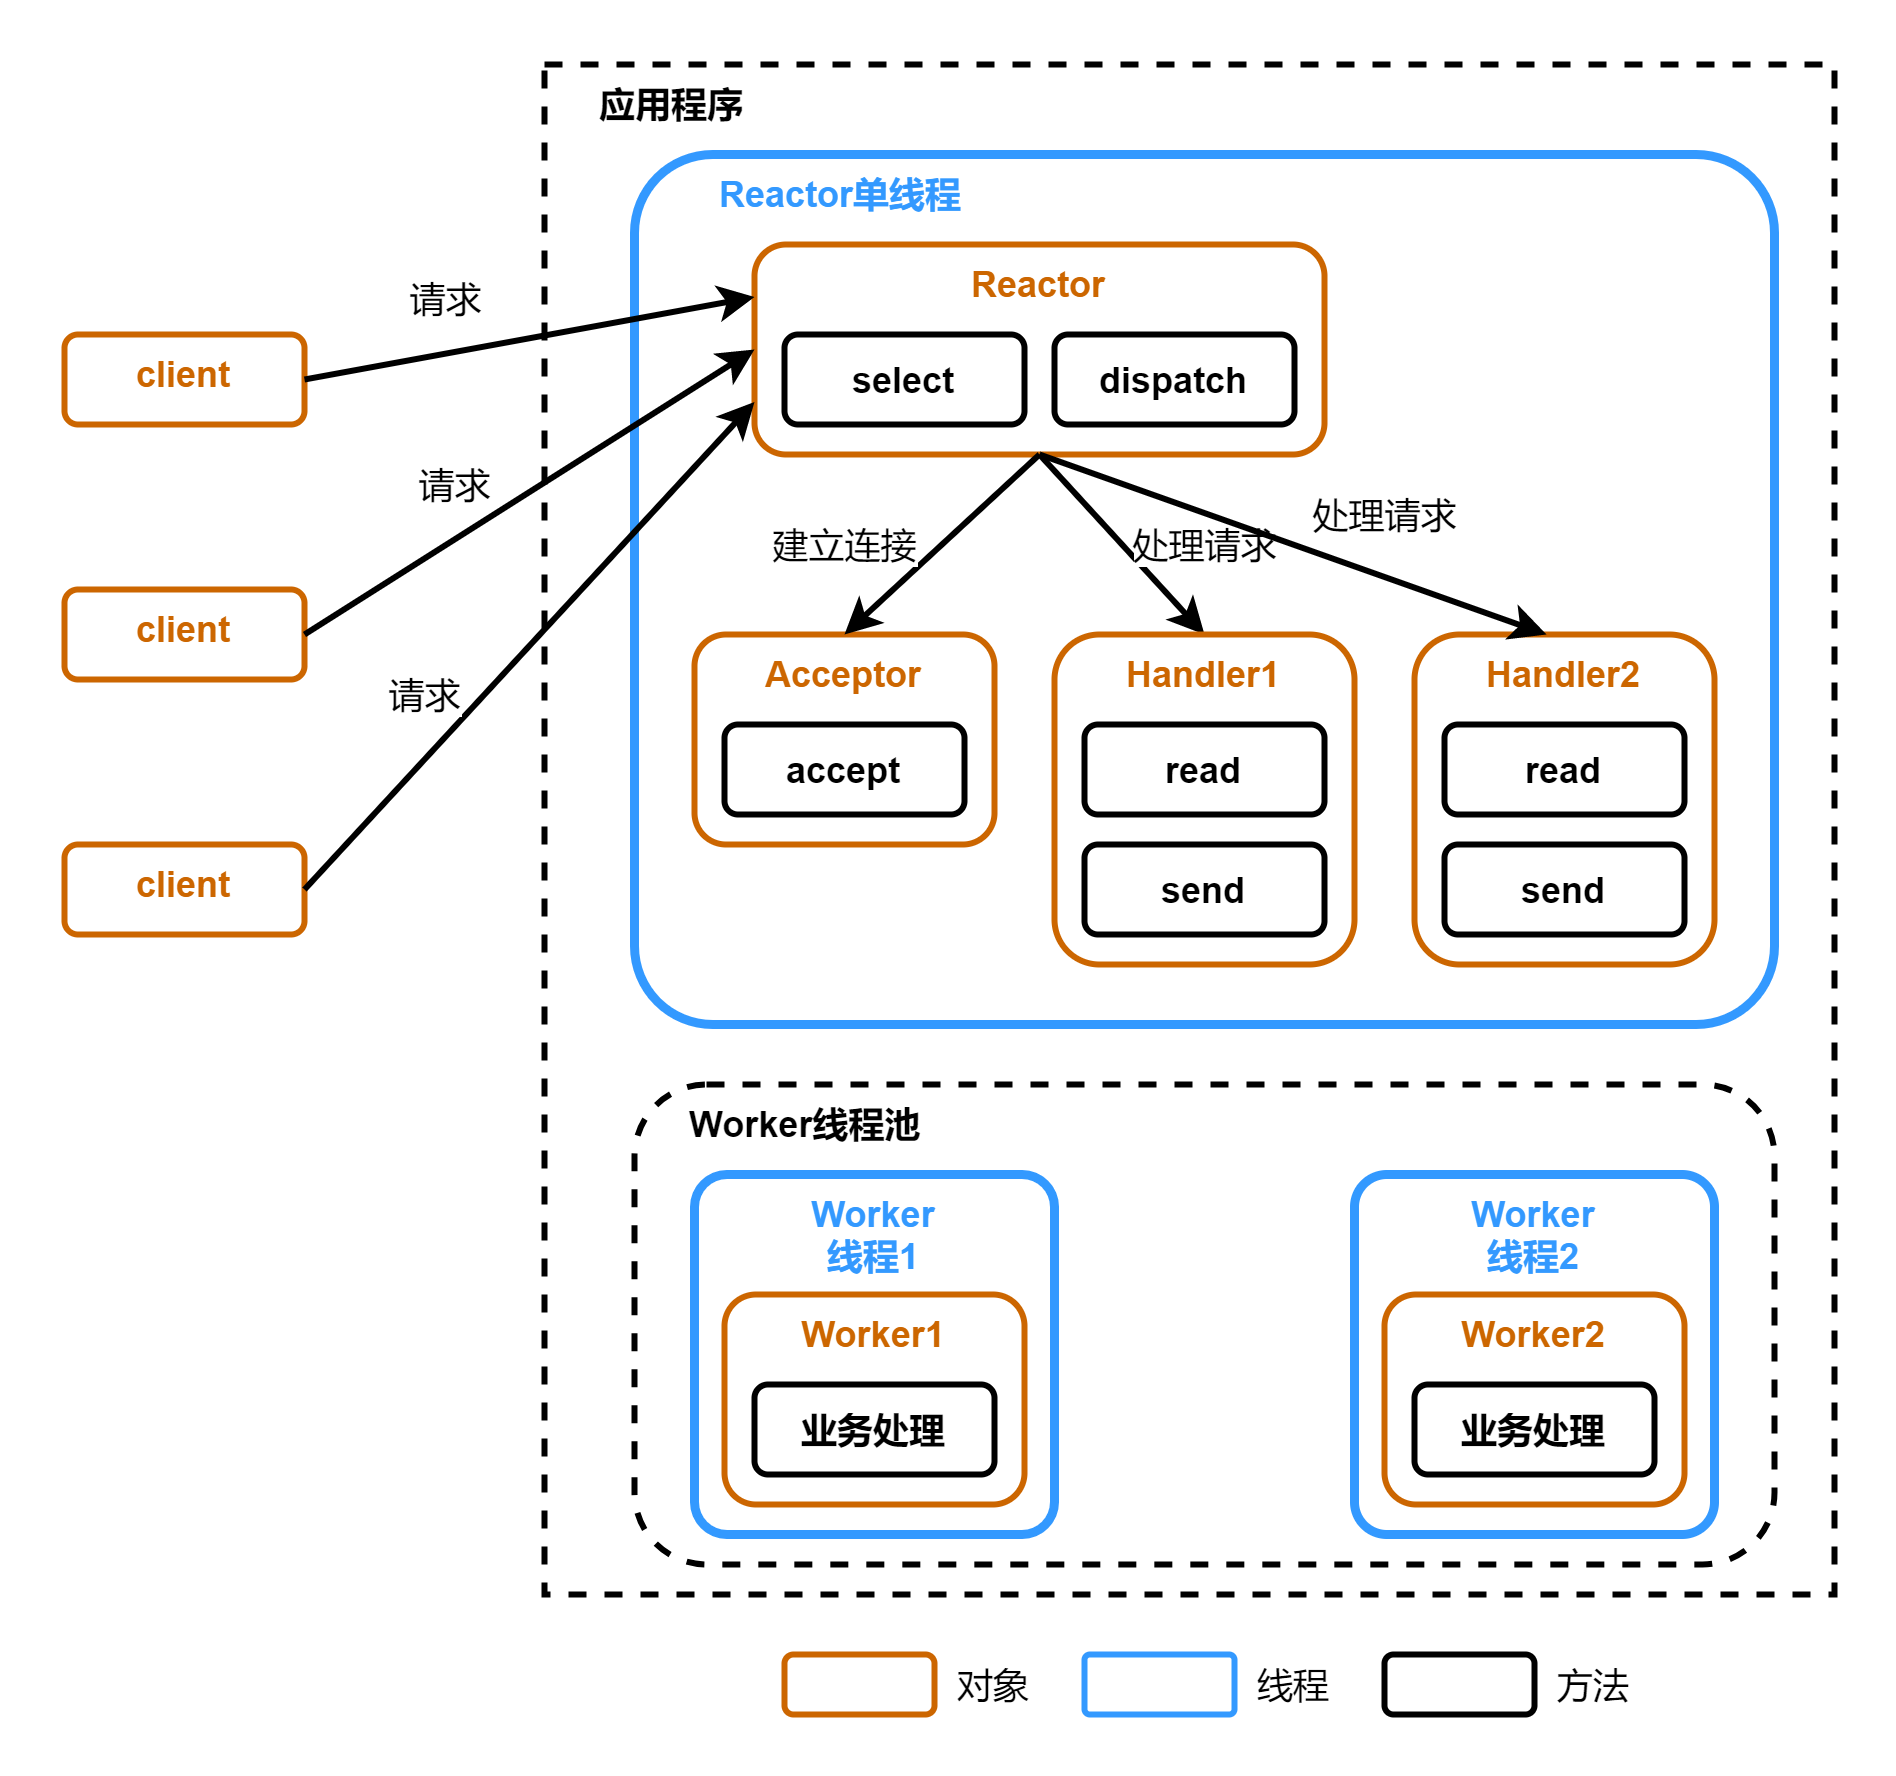 应用程序
Reactor单线程
Reactor
请求
select
dispatch
client
请求
建立连接
处理请求
处理请求
client
请求
Acceptor
Handler1
Handler2
accept
read
read
client
send
send
Worker线程池
Worker
线程1
Worker
线程2
Worker1
Worker2
业务处理
业务处理
对象
线程
方法